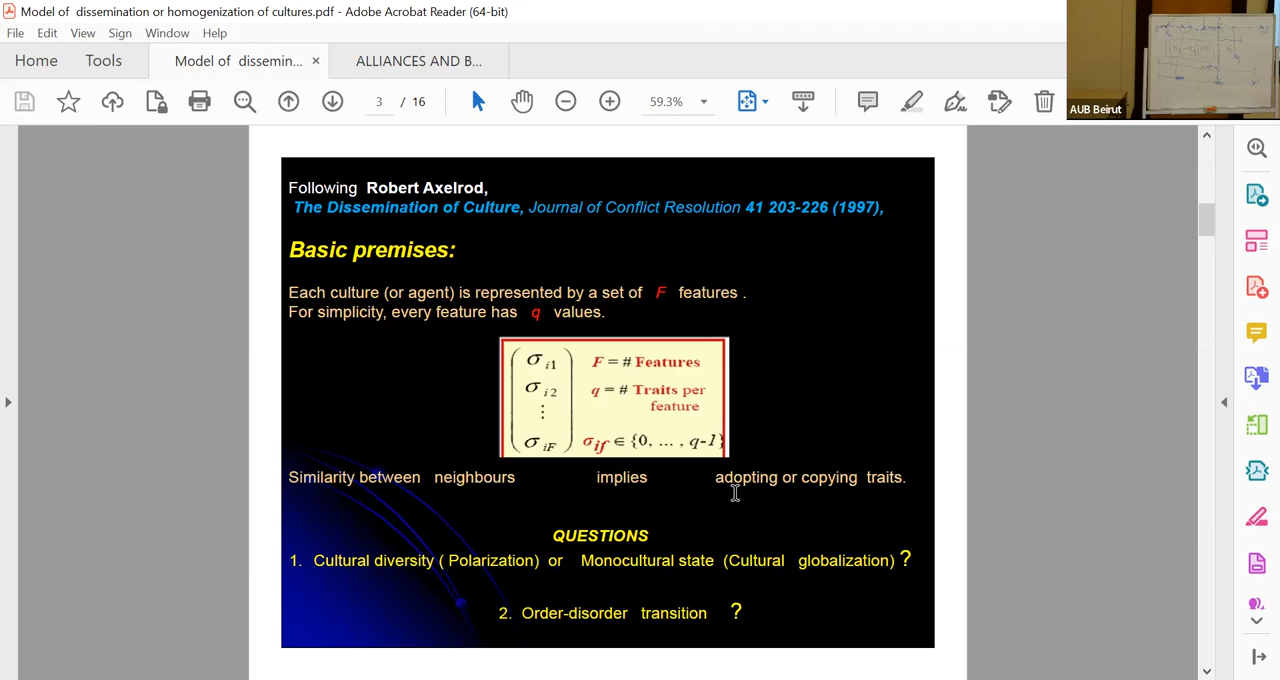 Model of  dissemination or homogenization of cultures.pdf - Adobe Acrobat Reader (64-bit)
File Edit View Sign Window Help
Home Tools Model of  dissemin... × ALLIANCES AND B...
3 / 16 59.3%
AUB Beirut
Following Robert Axelrod,
The Dissemination of Culture, Journal of Conflict Resolution 41 203-226 (1997),
Basic premises:
Each culture (or agent) is represented by a set of F features .
For simplicity, every feature has q values.
σ i1 F = # Features
σ i2 q = # Traits per
⋮ feature
σ iF σif ∈ {0, ... , q-1}
Similarity between neighbours implies adopting or copying traits.
QUESTIONS
1. Cultural diversity ( Polarization) or Monocultural state (Cultural globalization) ?
2. Order-disorder transition ?